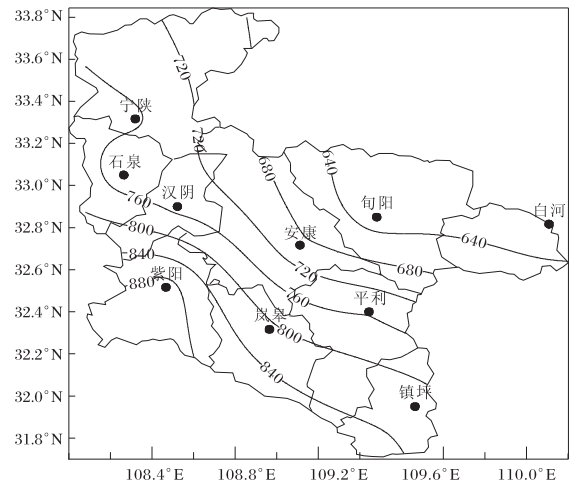 33.8°N
33.6°N
33.4°N
33.2°N
33.0°N
32.8°N
32.6°N
32.4°N
32.2°N
32.0°N
31.8°N
720
宁陕
720
680
640
石泉
760
汉阴
旬阳
白河
800
安康
640
840
紫阳
880
720
680
760
平利
岚皋
800
840
镇坪
108.4°E
108.8°E
109.2°E
109.6°E
110.0°E